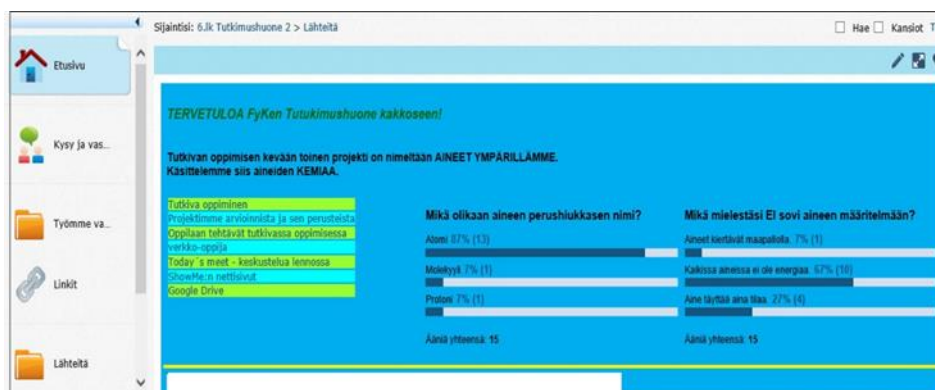 Sijaintisi: 6.lk Tutkimushuone 2 > Lähteitä
Hae Kansiot T
Etusivu
Kysy ja vas...
Työmme va...
Linkit
Lähteitä
TERVETULOA FyKen Tutukimushuone kakkoseen!
Tutkivan oppimisen kevään toinen projekti on nimeltään AINEET YMPÄRILLÄMME.
Käsittelemme siis aineiden KEMIAA.
Tutkiva oppiminen
Projektimme arvioinnista ja sen perusteista
Oppilaan tehtävät tutkivassa oppimisessa
verkko-oppija
Today´s meet - keskustelua lennossa
ShowMe:n nettisivut
Google Drive
Mikä olikaan aineen perushiukkasen nimi?
Atomi 87% (13)
Molekyyli 7% (1)
Protoni 7% (1)
Ääniä yhteensä: 15
Mikä mielestäsi EI sovi aineen määritelmään?
Aineet kiertävät maapallolla. 7% (1)
Kaikissa aineissa ei ole energiaa. 67% (10)
Aine täyttää aina tilaa. 27% (4)
Ääniä yhteensä: 15